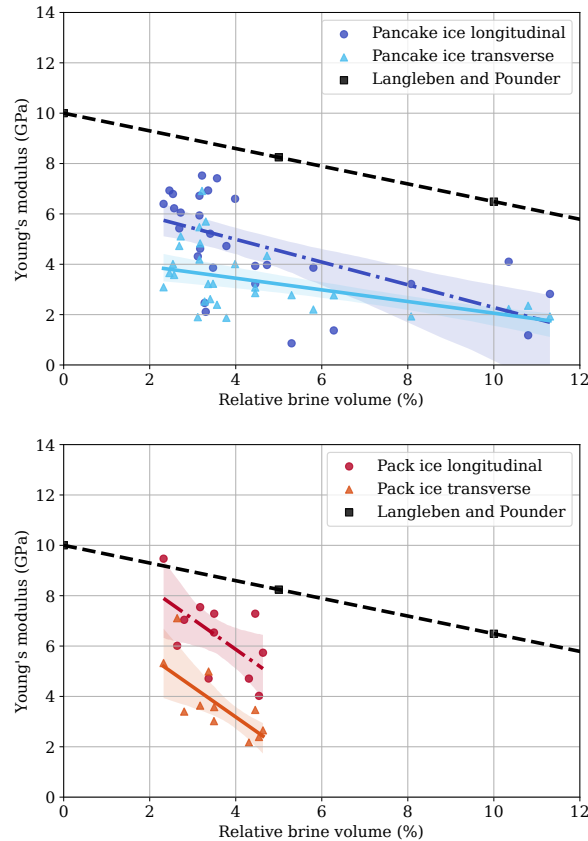 14
12
10
8
6
4
2
0
Young's modulus (GPa)
Pancake ice longitudinal
Pancake ice transverse
Langleben and Pounder
0 2 4 6 8 10 12
Relative brine volume (%)
14
12
10
8
6
4
2
0
Young's modulus (GPa)
Pack ice longitudinal
Pack ice transverse
Langleben and Pounder
0 2 4 6 8 10 12
Relative brine volume (%)